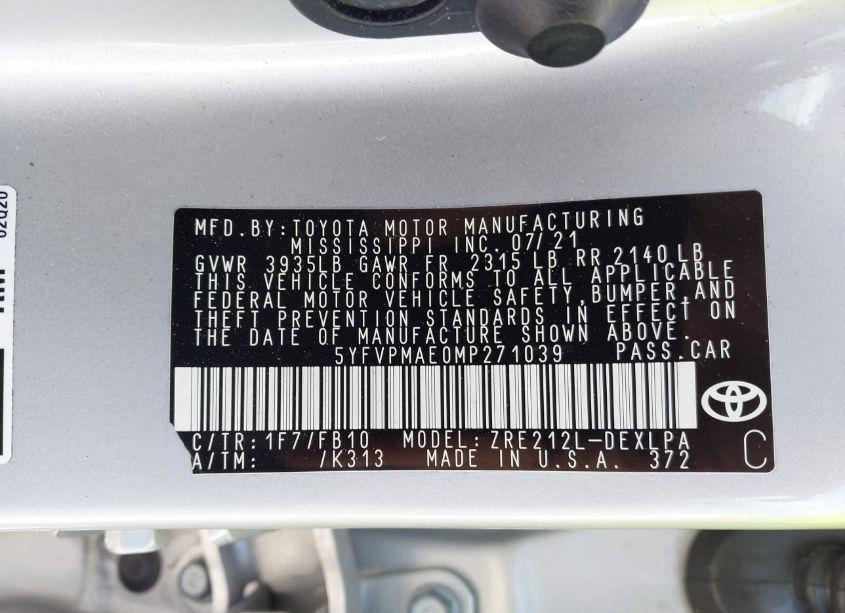 MFD. BY: TOYOTA MOTOR MANUFACTURING
MISSISSIPPI INC. 07/21
GVWR 3935LB GAWR FR 2315 LB RR 2140 LB
THIS VEHICLE CONFORMS TO ALL APPLICABLE
FEDERAL MOTOR VEHICLE SAFETY, BUMPER, AND
THEFT PREVENTION STANDARDS IN EFFECT ON
THE DATE OF MANUFACTURE SHOWN ABOVE.
5YFVPMAE0MP271039 PASS.CAR
C/TR: 1F7/FB10 MODEL: ZRE212L-DEXLPA
A/TM: /K313 MADE IN U.S.A. 372 C